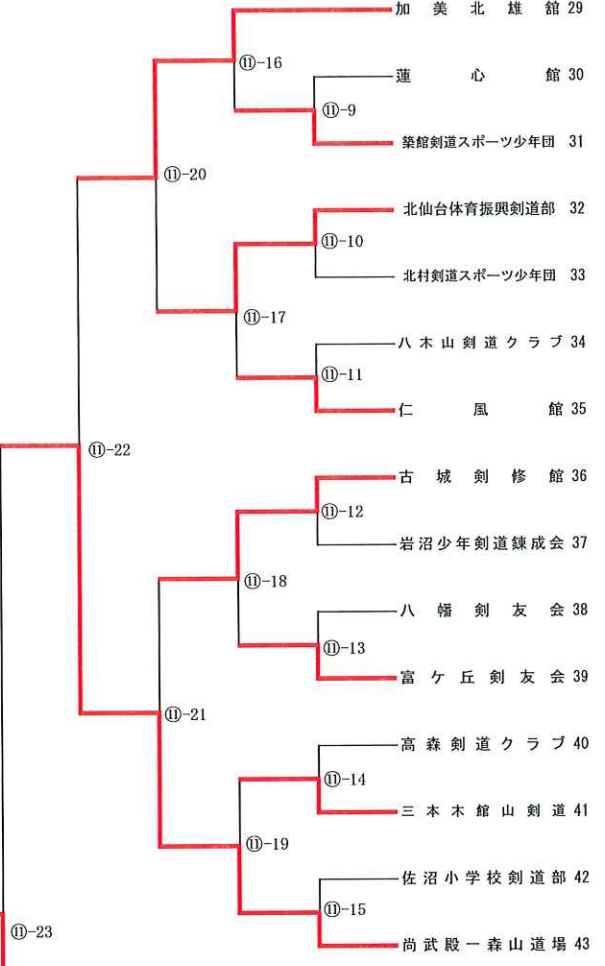 加美北雄館 29
⑪-16
蓮心館 30
⑪-9
築館剣道スポーツ少年団 31
⑪-20
北仙台体育振興剣道部 32
⑪-10
北村剣道スポーツ少年団 33
⑪-17
八木山剣道クラブ 34
⑪-11
仁風館 35
⑪-22
古城剣修館 36
⑪-12
岩沼少年剣道錬成会 37
⑪-18
八幡剣友会 38
⑪-13
富ケ丘剣友会 39
⑪-21
高森剣道クラブ 40
⑪-14
三本木館山剣道 41
⑪-19
佐沼小学校剣道部 42
⑪-15
尚武殿一森山道場 43
⑪-23